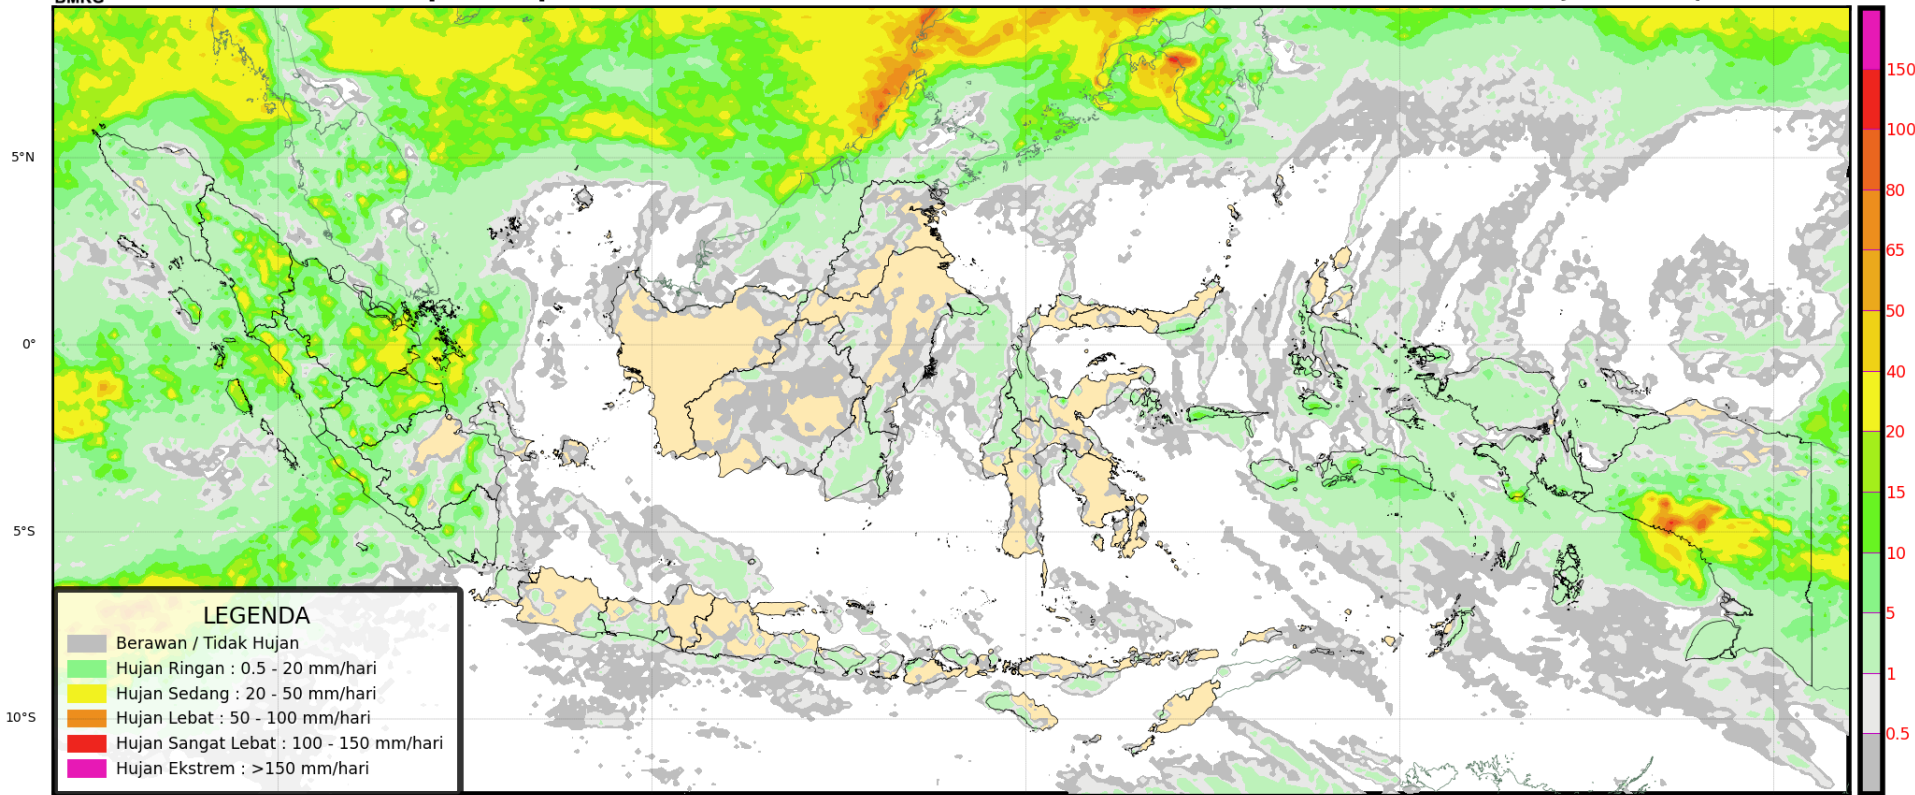 BMKG
5°N
0°
5°S
10°S
LEGENDA
Berawan / Tidak Hujan
Hujan Ringan : 0.5 - 20 mm/hari
Hujan Sedang : 20 - 50 mm/hari
Hujan Lebat : 50 - 100 mm/hari
Hujan Sangat Lebat : 100 - 150 mm/hari
Hujan Ekstrem : >150 mm/hari
150
100
80
65
50
40
20
15
10
5
1
0.5